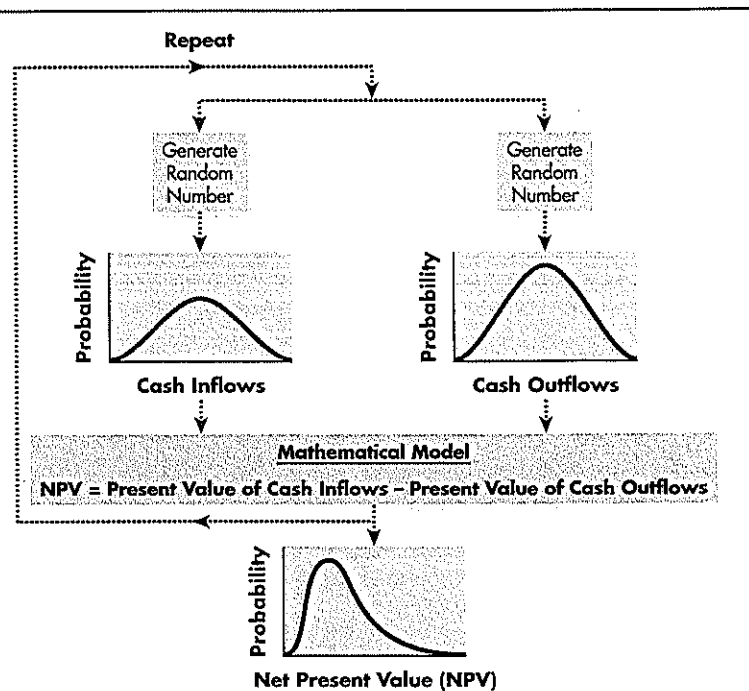 Repeat
Generate
Random
Number
Generate
Random
Number
Probability
Cash Inflows
Probability
Cash Outflows
Mathematical Model
NPV = Present Value of Cash Inflows – Present Value of Cash Outflows
Probability
Net Present Value (NPV)